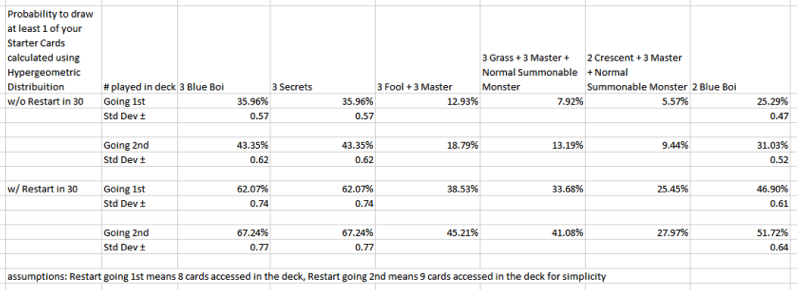 Probability to draw
at least 1 of your
Starter Cards
calculated using
Hypergeometric
Distribuition
# played in deck
3 Blue Boi
3 Secrets
3 Fool + 3 Master
3 Grass + 3 Master +
Normal Summonable
Monster
2 Crescent + 3 Master
+ Normal
Summonable Monster
2 Blue Boi
w/o Restart in 30 Going 1st 35.96% 35.96% 12.93% 7.92% 5.57% 25.29%
Std Dev ± 0.57 0.57 0.47
Going 2nd 43.35% 43.35% 18.79% 13.19% 9.44% 31.03%
Std Dev ± 0.62 0.62 0.52
w/ Restart in 30 Going 1st 62.07% 62.07% 38.53% 33.68% 25.45% 46.90%
Std Dev ± 0.74 0.74 0.61
Going 2nd 67.24% 67.24% 45.21% 41.08% 27.97% 51.72%
Std Dev ± 0.77 0.77 0.64
assumptions: Restart going 1st means 8 cards accessed in the deck, Restart going 2nd means 9 cards accessed in the deck for simplicity